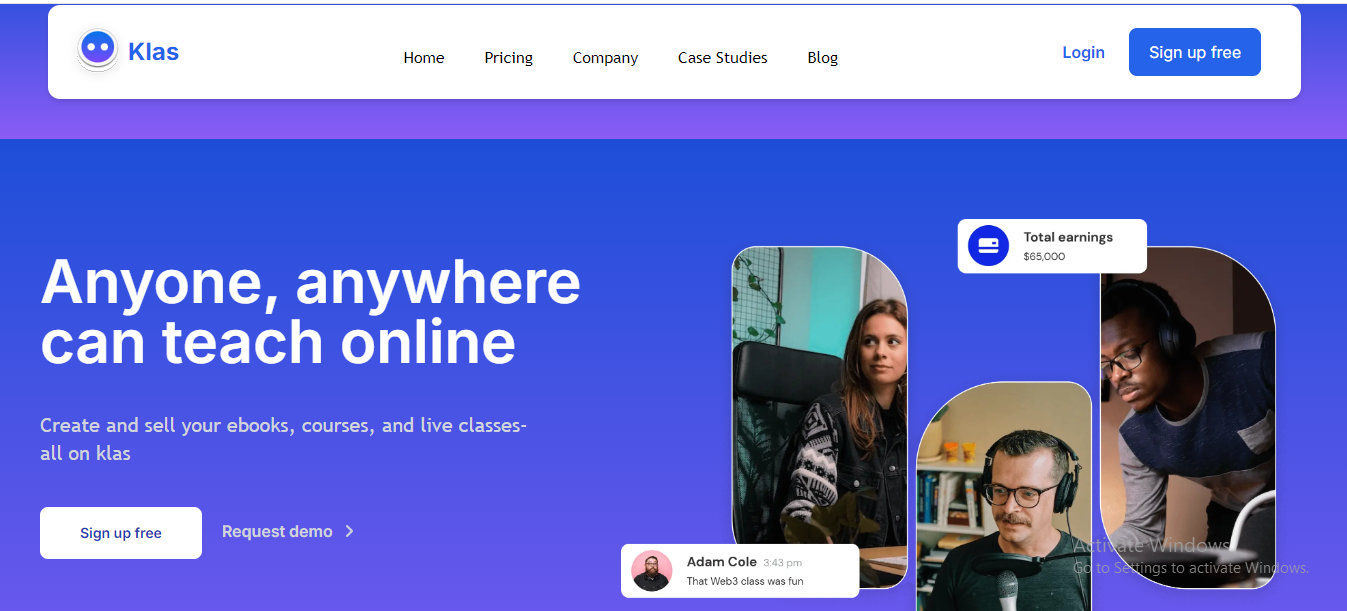 Klas
Home
Pricing
Company
Case Studies
Blog
Login
Sign up free
Total earnings
$65,000
Anyone, anywhere
can teach online
Create and sell your ebooks, courses, and live classes-
all on klas
Sign up free
Request demo
Adam Cole 3:43 pm
That Web3 class was fun
Activate Windows
Go to Settings to activate Windows.